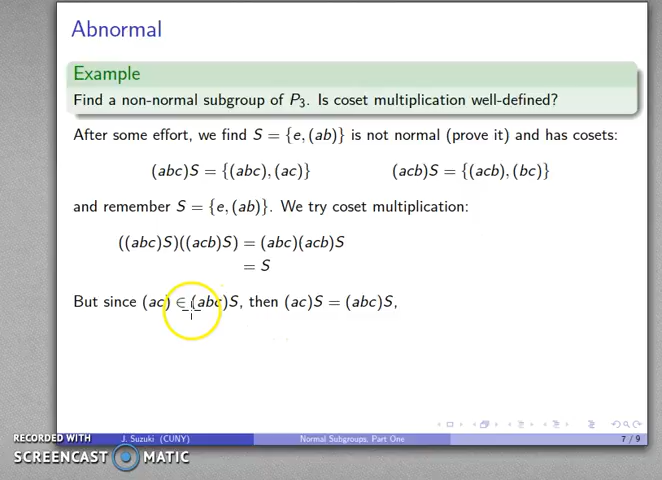 Abnormal
Example
Find a non-normal subgroup of P₃. Is coset multiplication well-defined?
After some effort, we find S = {e, (ab)} is not normal (prove it) and has cosets:
(abc)S = {(abc), (ac)} (acb)S = {(acb), (bc)}
and remember S = {e, (ab)}. We try coset multiplication:
((abc)S)((acb)S) = (abc)(acb)S
= S
But since (ac) ∈ (abc)S, then (ac)S = (abc)S,
J. Suzuki (CUNY) Normal Subgroups. Part One 7 / 9
RECORDED WITH
SCREENCAST MATIC